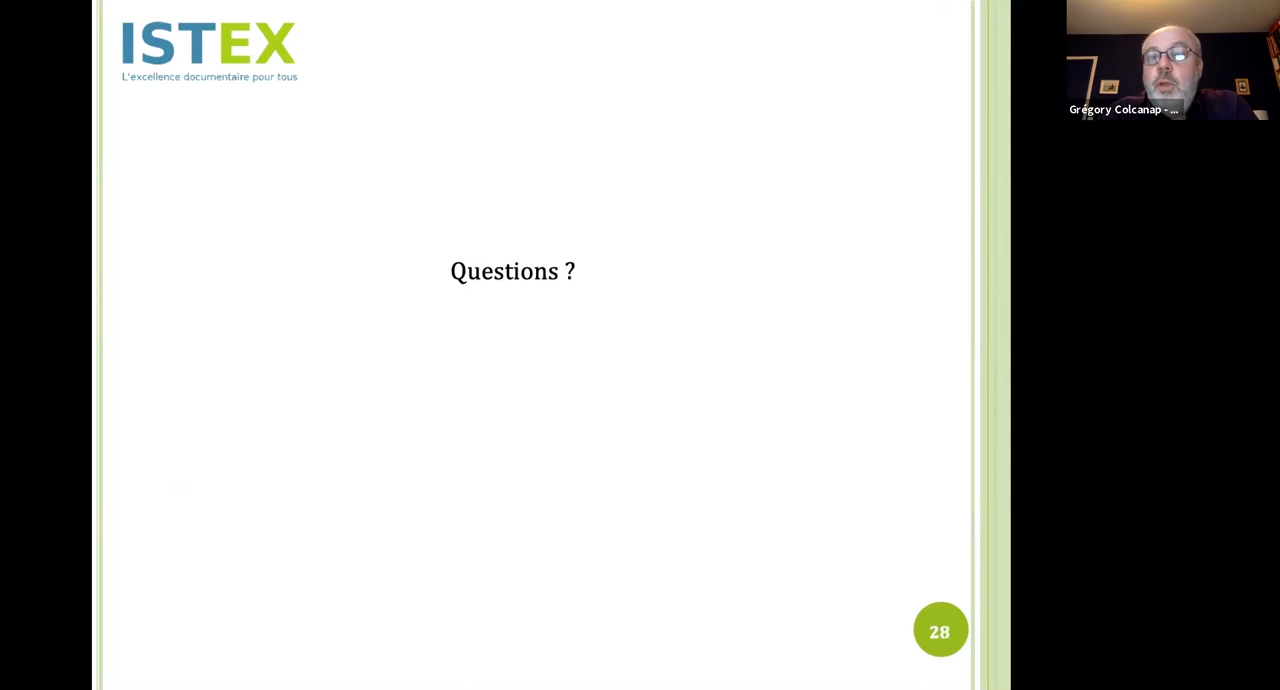 ISTEX
L'excellence documentaire pour tous
Grégory Colcanap - ...
Questions ?
28